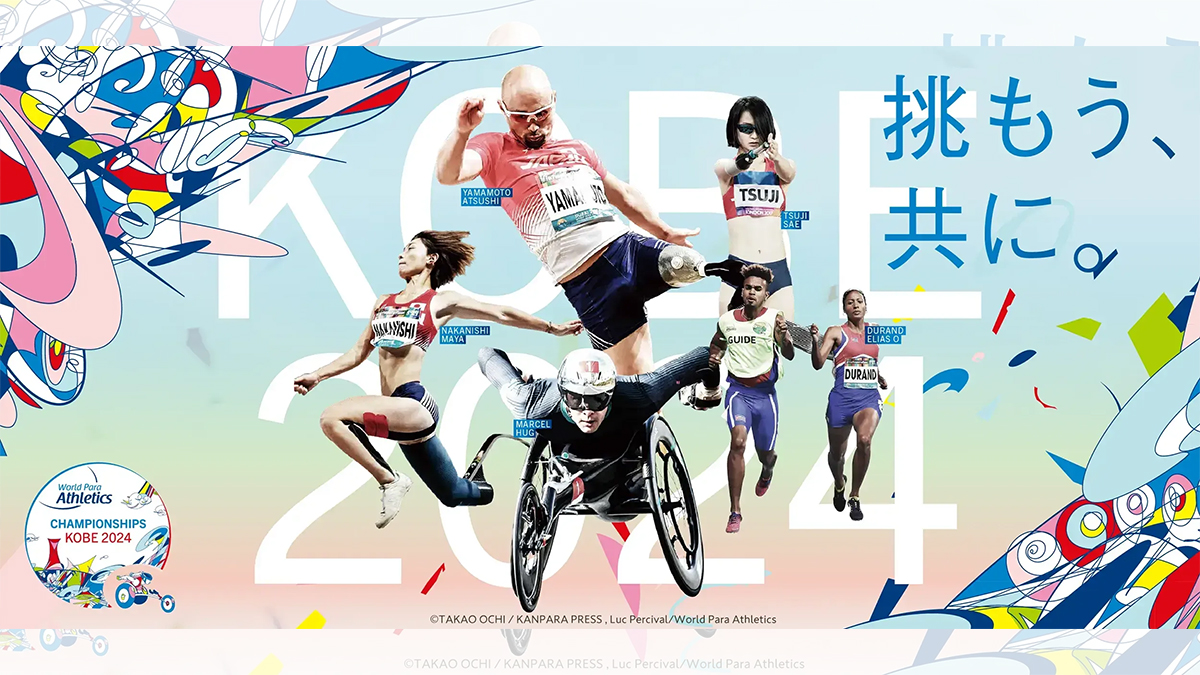 挑もう、
共に。
KOBE
2024
YAMAMOTO
ATSUSHI
TSUJI
TSUJI
SAE
NAKANISHI
NAKANISHI
MAYA
GUIDE
DURAND
ELIAS O
DURAND
MARCEL
HUG
World Para
Athletics
CHAMPIONSHIPS
KOBE 2024
©TAKAO OCHI / KANPARA PRESS , Luc Percival/World Para Athletics
©TAKAO OCHI / KANPARA PRESS , Luc Percival/World Para Athletics